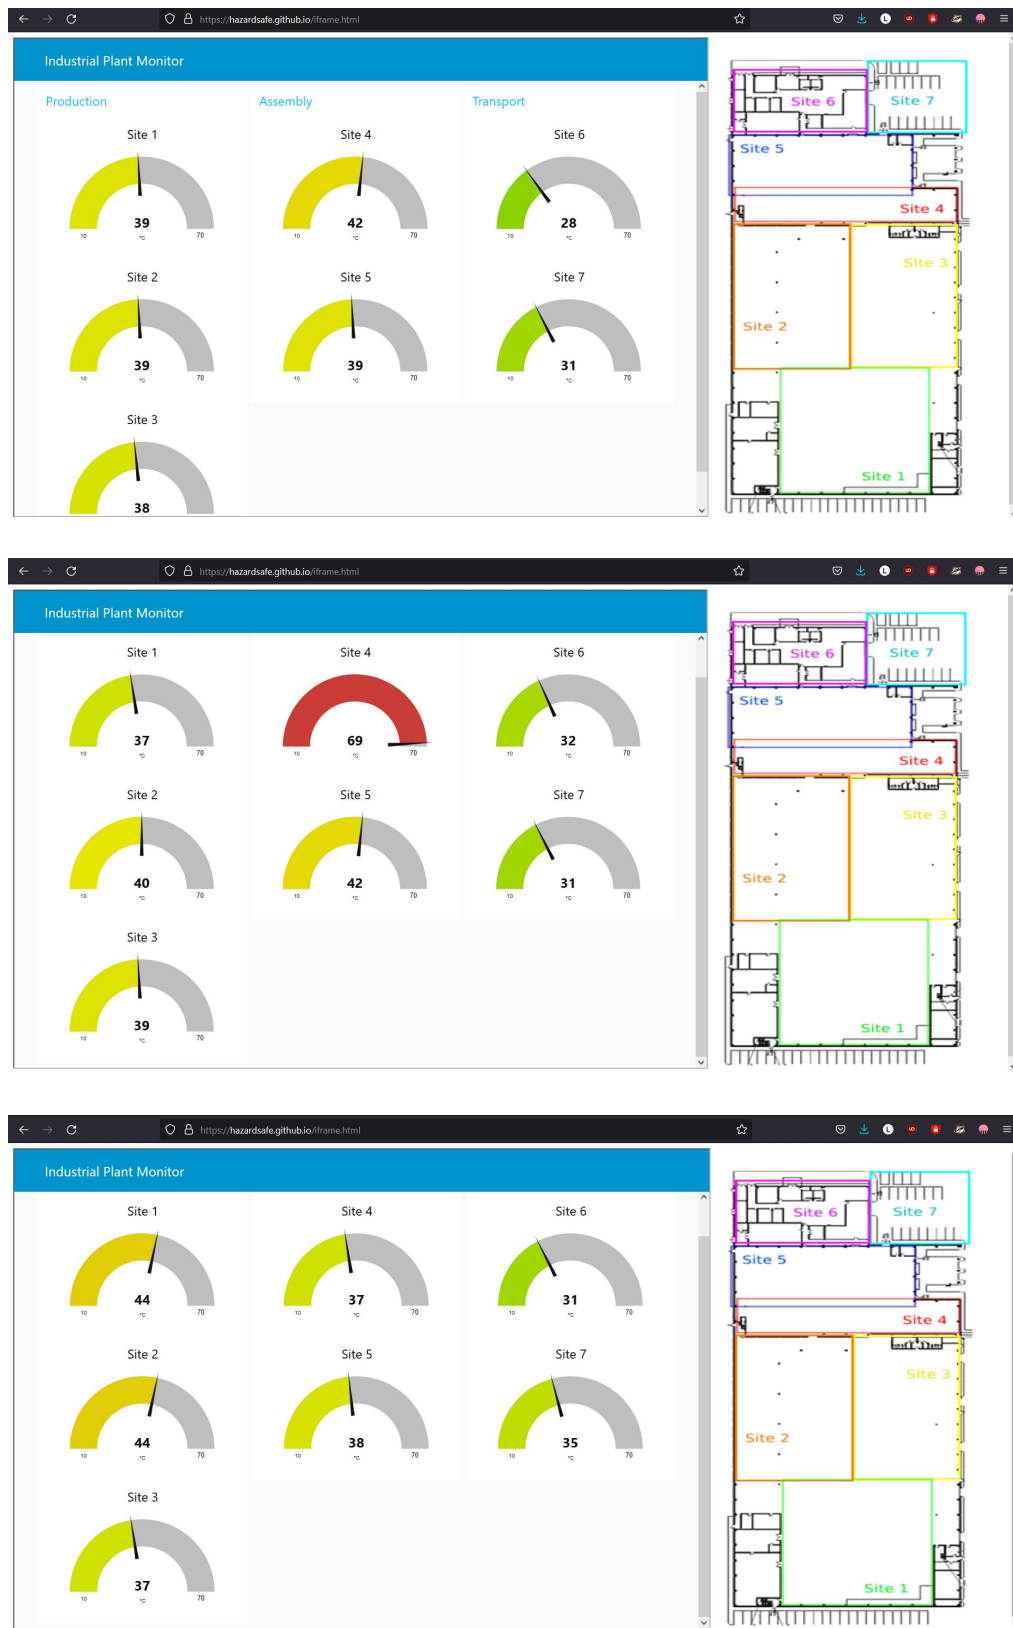 https://hazardsafe.github.io/iframe.html
Industrial Plant Monitor
Production
Assembly
Transport
Site 1
Site 4
Site 6
39
°C
10
70
42
°C
10
70
28
°C
10
70
Site 2
Site 5
Site 7
39
°C
10
70
39
°C
10
70
31
°C
10
70
Site 3
38
Site 6
Site 7
Site 5
Site 4
SIte 3
Site 2
Site 1
https://hazardsafe.github.io/iframe.html
Industrial Plant Monitor
Site 1
Site 4
Site 6
37
°C
10
70
69
°C
10
70
32
°C
10
70
Site 2
Site 5
Site 7
40
°C
10
70
42
°C
10
70
31
°C
10
70
Site 3
39
°C
10
70
Site 6
Site 7
Site 5
Site 4
SIte 3
Site 2
Site 1
https://hazardsafe.github.io/iframe.html
Industrial Plant Monitor
Site 1
Site 4
Site 6
44
°C
10
70
37
°C
10
70
31
°C
10
70
Site 2
Site 5
Site 7
44
°C
10
70
38
°C
10
70
35
°C
10
70
Site 3
37
°C
10
70
Site 6
Site 7
Site 5
Site 4
SIte 3
Site 2
Site 1